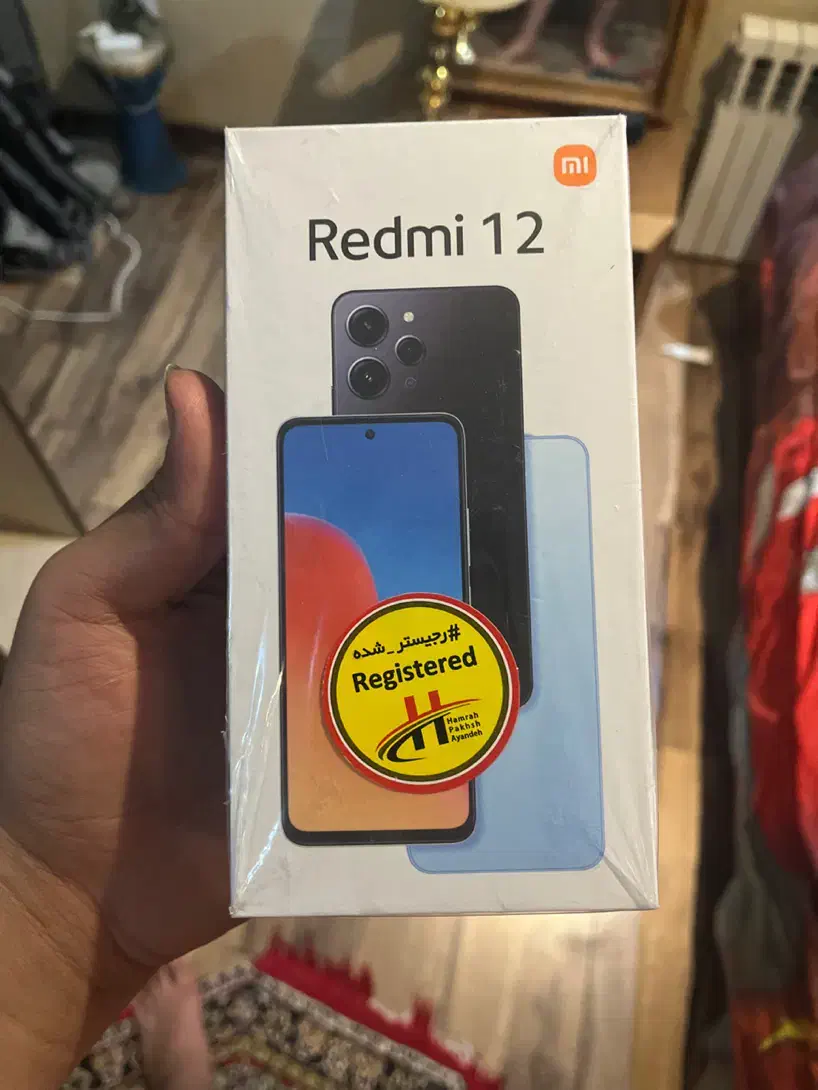 mi
Redmi 12
#رجیستر_شده
Registered
Hamrah
Pakhsh
Ayandeh